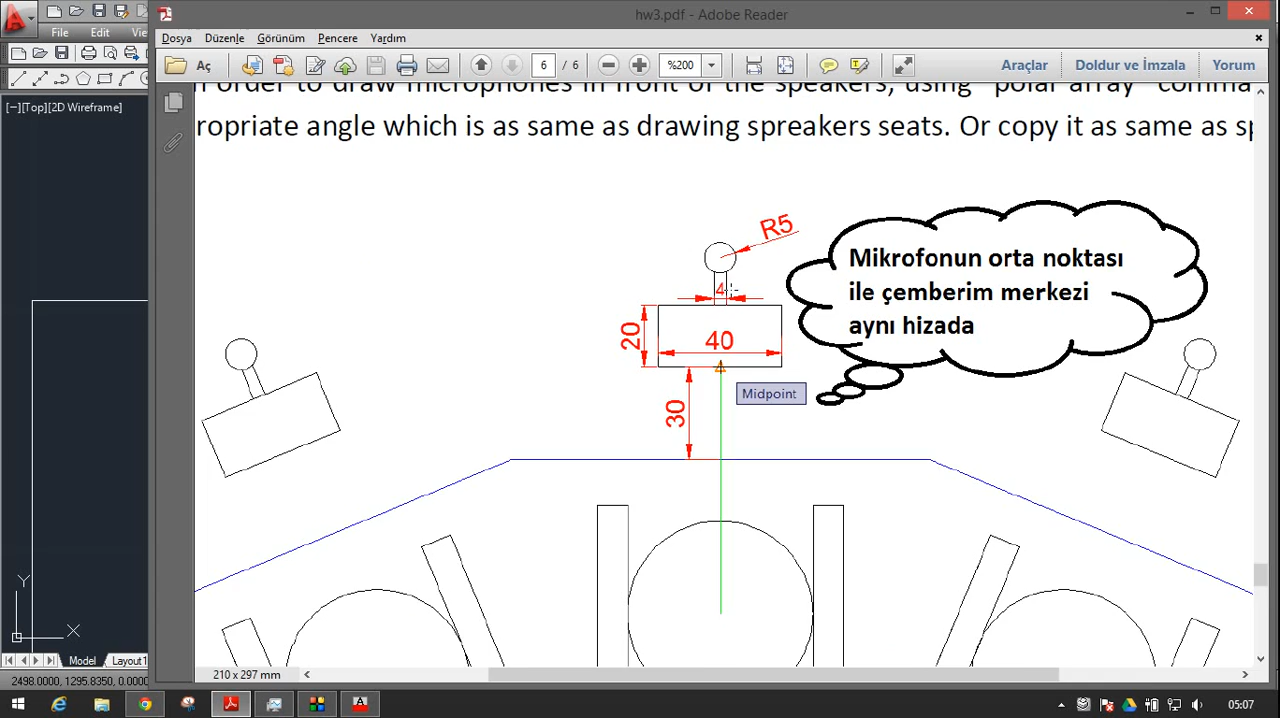 hw3.pdf - Adobe Reader
File Edit
Dosya Düzenle Görünüm Pencere Yardım
Aç 6 / 6 %200 Araçlar Doldur ve İmzala Yorum
[-][Top][2D Wireframe]
n order to draw microphones in front of the speakers, using "polar array" comma
ropriate angle which is as same as drawing spreakers seats. Or copy it as same as sp
R5
Mikrofonun orta noktası
ile çemberim merkezi
aynı hizada
4
20
40
Midpoint
30
Y
X
Model Layout1
210 x 297 mm
2498.0000, 1295.8350, 0.0000
05:07